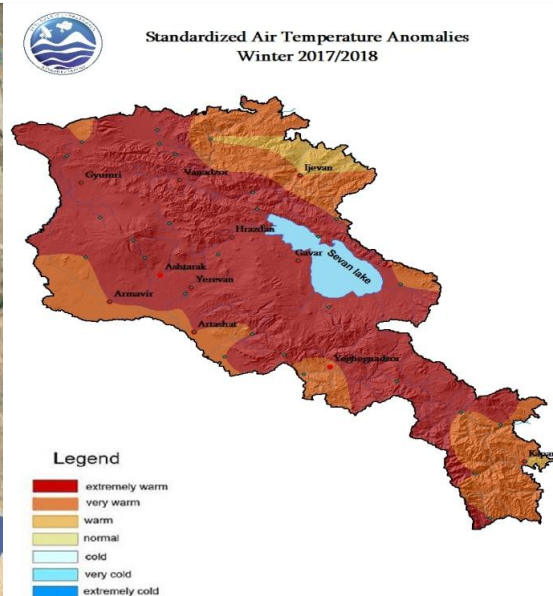 Standardized Air Temperature Anomalies
Winter 2017/2018
Gyumri
Vanadzor
Ijevan
Hrazdan
Gavar
Sevan lake
Ashtarak
Yerevan
Armavir
Artashat
Yeghegnadzor
Kapan
Legend
extremely warm
very warm
warm
normal
cold
very cold
extremely cold